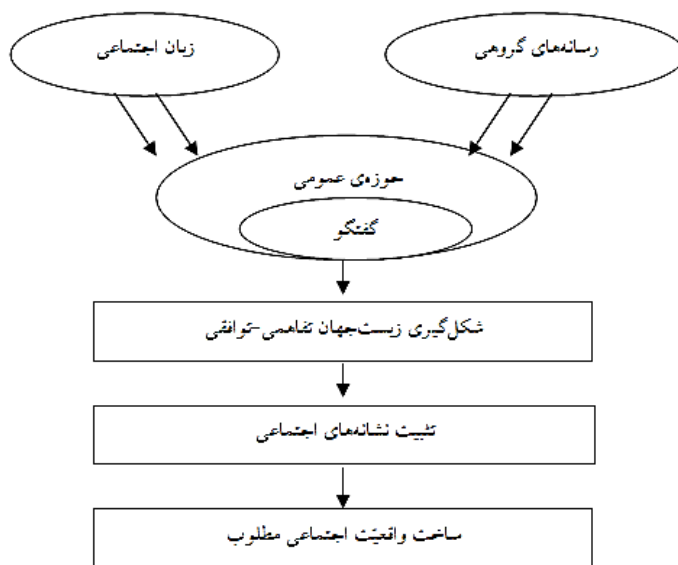 رسانه‌های گروهی
زبان اجتماعی
حوزه‌ی عمومی
گفتگو
شکل‌گیری زیست‌جهان تفاهمی-توافقی
تثبیت نشانه‌های اجتماعی
ساخت واقعیّت اجتماعی مطلوب